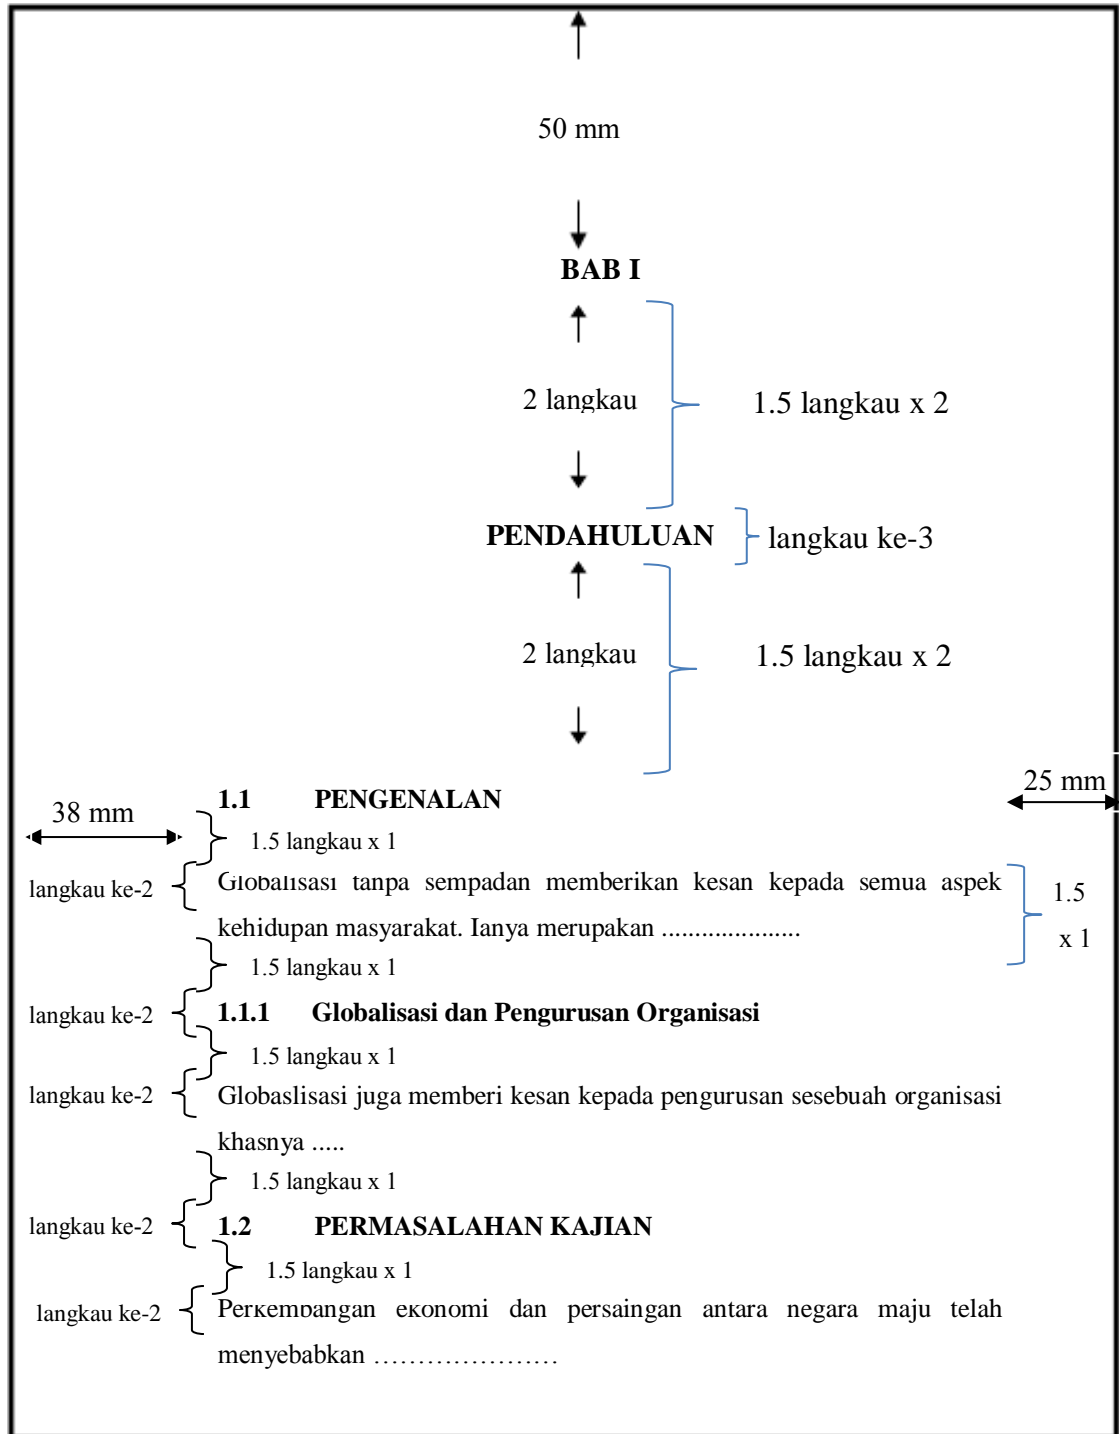 50 mm
BAB I
2 langkau 1.5 langkau x 2
PENDAHULUAN langkau ke-3
2 langkau 1.5 langkau x 2
25 mm
1.1 PENGENALAN
38 mm
1.5 langkau x 1
langkau ke-2 Globalisasi tanpa sempadan memberikan kesan kepada semua aspek 1.5
kehidupan masyarakat. Ianya merupakan ..................... x 1
1.5 langkau x 1
langkau ke-2 1.1.1 Globalisasi dan Pengurusan Organisasi
1.5 langkau x 1
langkau ke-2 Globaslisasi juga memberi kesan kepada pengurusan sesebuah organisasi
khasnya .....
1.5 langkau x 1
langkau ke-2 1.2 PERMASALAHAN KAJIAN
1.5 langkau x 1
langkau ke-2 Perkembangan ekonomi dan persaingan antara negara maju telah
menyebabkan …………………